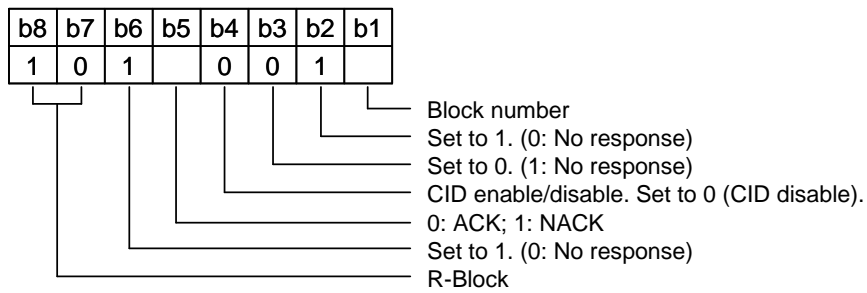 b8 b7 b6 b5 b4 b3 b2 b1
1 0 1 0 0 1
Block number
Set to 1. (0: No response)
Set to 0. (1: No response)
CID enable/disable. Set to 0 (CID disable).
0: ACK; 1: NACK
Set to 1. (0: No response)
R-Block